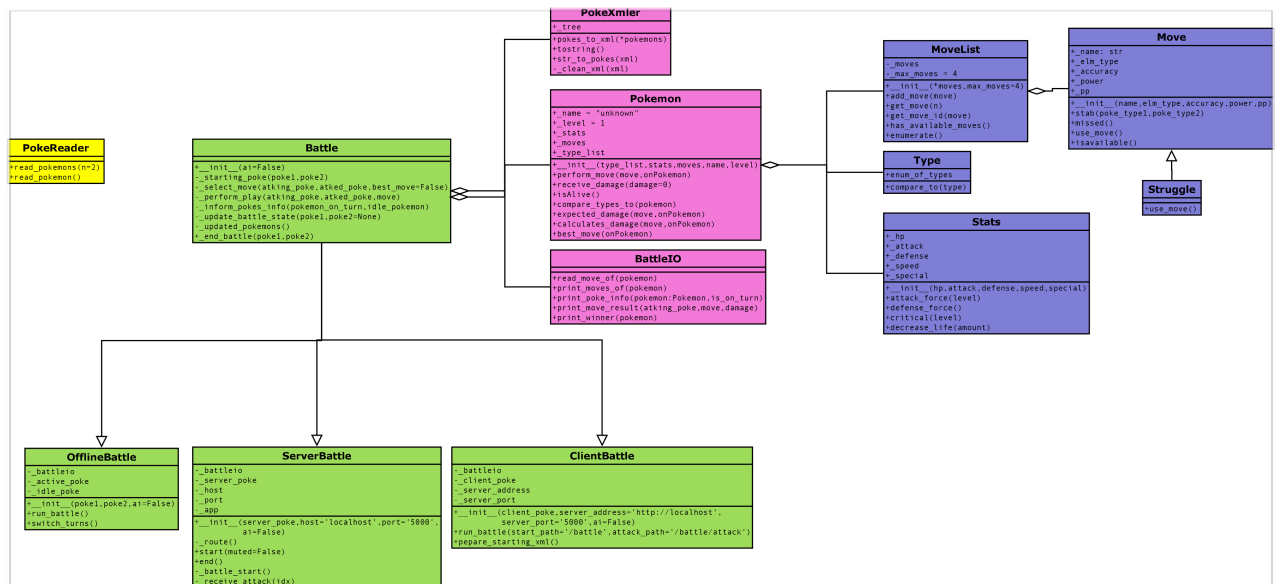 PokeXmler
+_tree
+pokes_to_xml(*pokemons)
+tostring()
+str_to_pokes(xml)
-_clean_xml(xml)
MoveList
-_moves
-_max_moves = 4
+__init__(*moves,max_moves=4)
+add_move(move)
+get_move(n)
+get_move_id(move)
+has_available_moves()
+enumerate()
Move
+_name: str
+_elm_type
+_accuracy
+_power
+_pp
+__init__(name,elm_type,accuracy,power,pp)
+stab(poke_type1,poke_type2)
+missed()
+use_move()
+isavailable()
Pokemon
+_name = "unknown"
+_level = 1
+_stats
+_moves
+_type_list
+__init__(type_list,stats,moves,name,level)
+perform_move(move,onPokemon)
+receive_damage(damage=0)
+isAlive()
+compare_types_to(pokemon)
+expected_damage(move,onPokemon)
+calculates_damage(move,onPokemon)
+best_move(onPokemon)
PokeReader
+read_pokemons(n=2)
+read_pokemon()
Battle
+__init__(ai=False)
-_starting_poke(poke1,poke2)
-_select_move(atking_poke,atked_poke,best_move=False)
-_perform_play(atking_poke,atked_poke,move)
-_inform_pokes_info(pokemon_on_turn,idle_pokemon)
-_update_battle_state(poke1,poke2=None)
-_updated_pokemons()
+_end_battle(poke1,poke2)
Type
+enum_of_types
+compare_to(type)
Struggle
+use_move()
Stats
+_hp
+_attack
+_defense
+_speed
+_special
+__init__(hp,attack,defense,speed,special)
+attack_force(level)
+defense_force()
+critical(level)
+decrease_life(amount)
BattleIO
+read_move_of(pokemon)
+print_moves_of(pokemon)
+print_poke_info(pokemon:Pokemon,is_on_turn)
+print_move_result(atking_poke,move,damage)
+print_winner(pokemon)
OfflineBattle
-_battleio
-_active_poke
-_idle_poke
+__init__(poke1,poke2,ai=False)
+run_battle()
+switch_turns()
ServerBattle
-_battleio
-_server_poke
-_host
-_port
-_app
+__init__(server_poke,host='localhost',port='5000',
ai=False)
-_route()
+start(muted=False)
+end()
-_battle_start()
-_receive_attack(idx)
ClientBattle
-_battleio
-_client_poke
-_server_address
-_server_port
+__init__(client_poke,server_address='http://localhost',
server_port='5000',ai=False)
+run_battle(start_path='/battle',attack_path='/battle/attack')
+pepare_starting_xml()